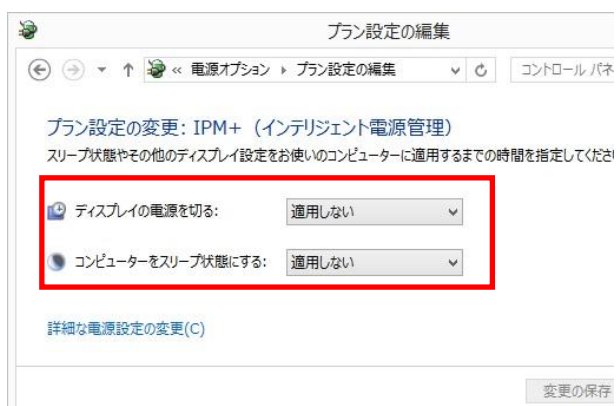 プラン設定の編集
« 電源オプション ▸ プラン設定の編集
コントロール パネ
プラン設定の変更: IPM+ （インテリジェント電源管理）
スリープ状態やその他のディスプレイ設定をお使いのコンピューターに適用するまでの時間を指定してくださ
ディスプレイの電源を切る: 適用しない
コンピューターをスリープ状態にする: 適用しない
詳細な電源設定の変更(C)
変更の保存